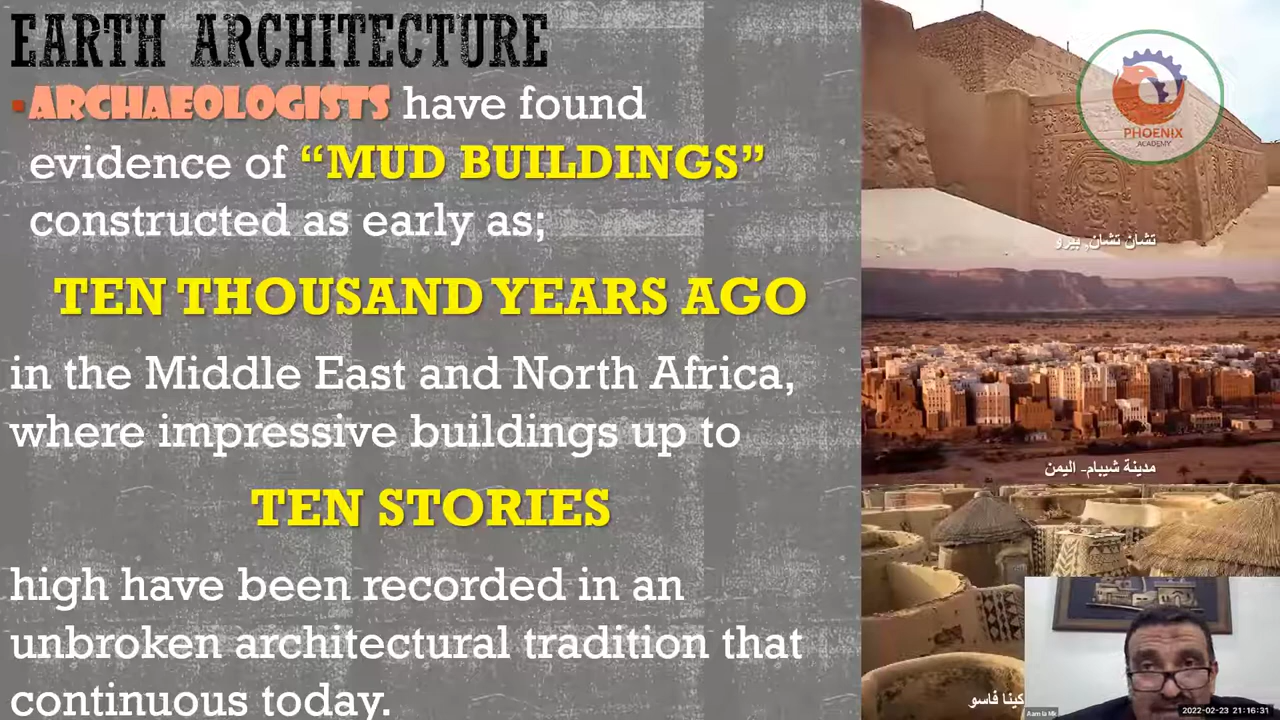 EARTH ARCHITECTURE
▪ARCHAEOLOGISTS have found
evidence of “MUD BUILDINGS”
constructed as early as;
TEN THOUSAND YEARS AGO
in the Middle East and North Africa,
where impressive buildings up to
TEN STORIES
high have been recorded in an
unbroken architectural tradition that
continuous today.
PHOENIX
ACADEMY
تشان تشان, بيرو
مدينة شيبام- اليمن
كينا فاسو
2022-02-23 21:16:31